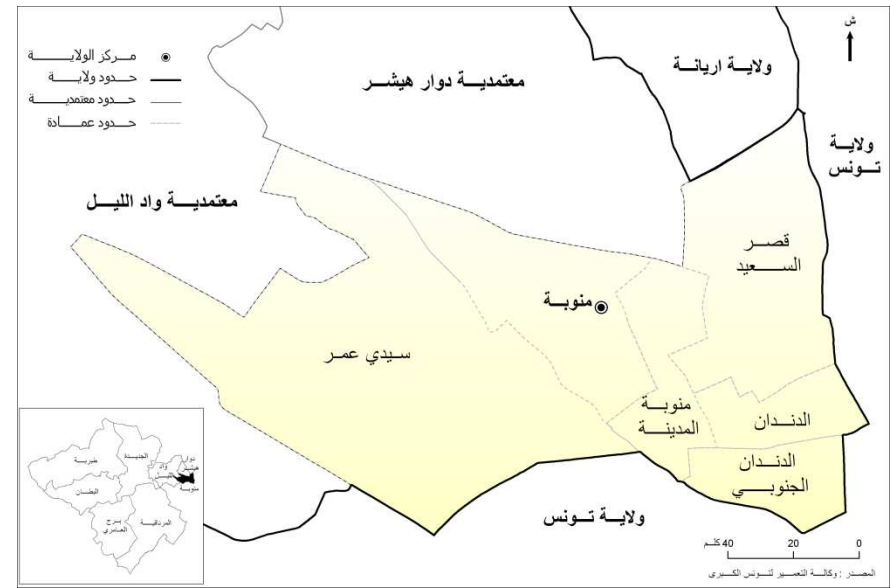 ش
مركز الولاية
حدود ولاية
حدود معتمدية
حدود عمادة
معتمدية دوار هيشر
ولاية اريانة
ولاية
تونس
معتمدية واد الليل
قصر
السعيد
منوبة
سيدي عمر
منوبة
المدينة
الدندان
الدندان
الجنوبي
ولاية تونس
طبربة
الجديدة
واد
الليل
دوار
هيشر
منوبة
البطان
برج
العامري
المرناقية
40 كلم
20
0
المصدر : وكالة التعمير لتونس الكبرى